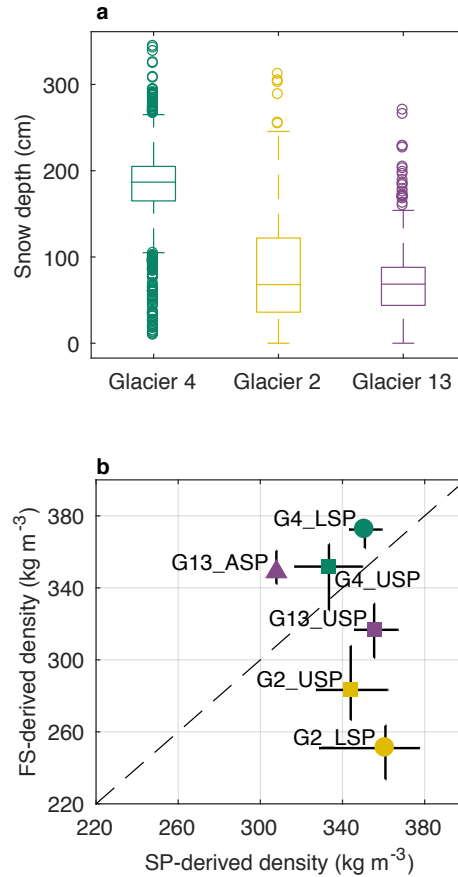 a
Snow depth (cm)
300
200
100
0
Glacier 4
Glacier 2
Glacier 13
b
FS-derived density (kg m⁻³)
380
340
300
260
220
G4_LSP
G13_ASP
G4_USP
G13_USP
G2_USP
G2_LSP
220
260
300
340
380
SP-derived density (kg m⁻³)